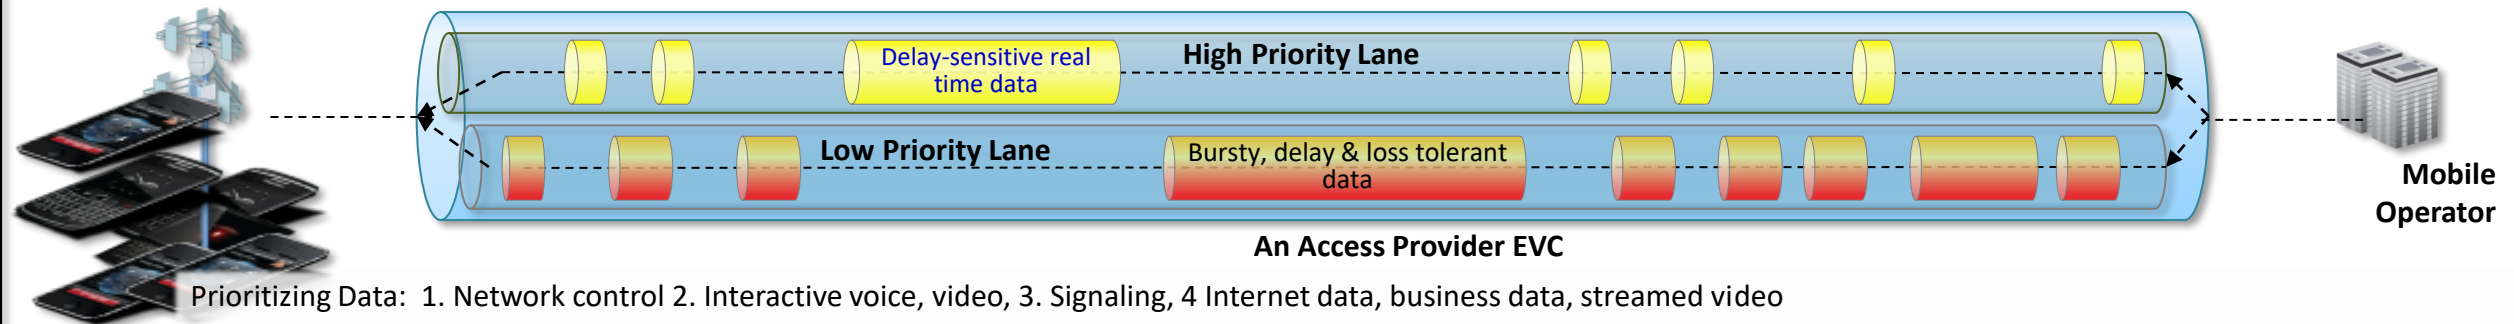 Delay-sensitive real
time data
High Priority Lane
Low Priority Lane
Bursty, delay & loss tolerant
data
Mobile
Operator
An Access Provider EVC
Prioritizing Data: 1. Network control 2. Interactive voice, video, 3. Signaling, 4 Internet data, business data, streamed video